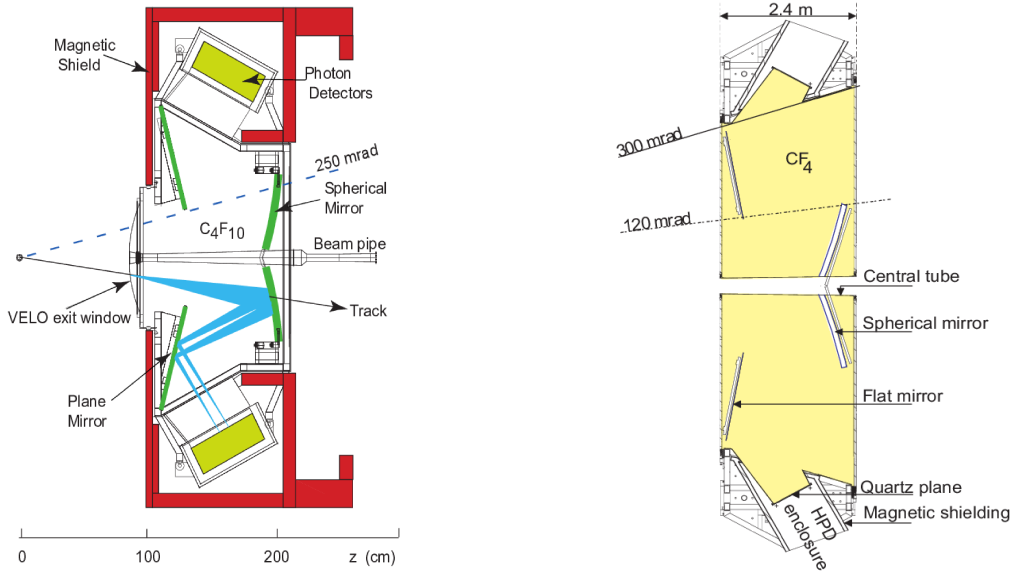 Magnetic
Shield
Photon
Detectors
250 mrad
Spherical
Mirror
C4F10
Beam pipe
VELO exit window
Track
Plane
Mirror
0
100
200
z (cm)
2.4 m
300 mrad
CF4
120 mrad
Central tube
Spherical mirror
Flat mirror
Quartz plane
HPD
enclosure
Magnetic shielding